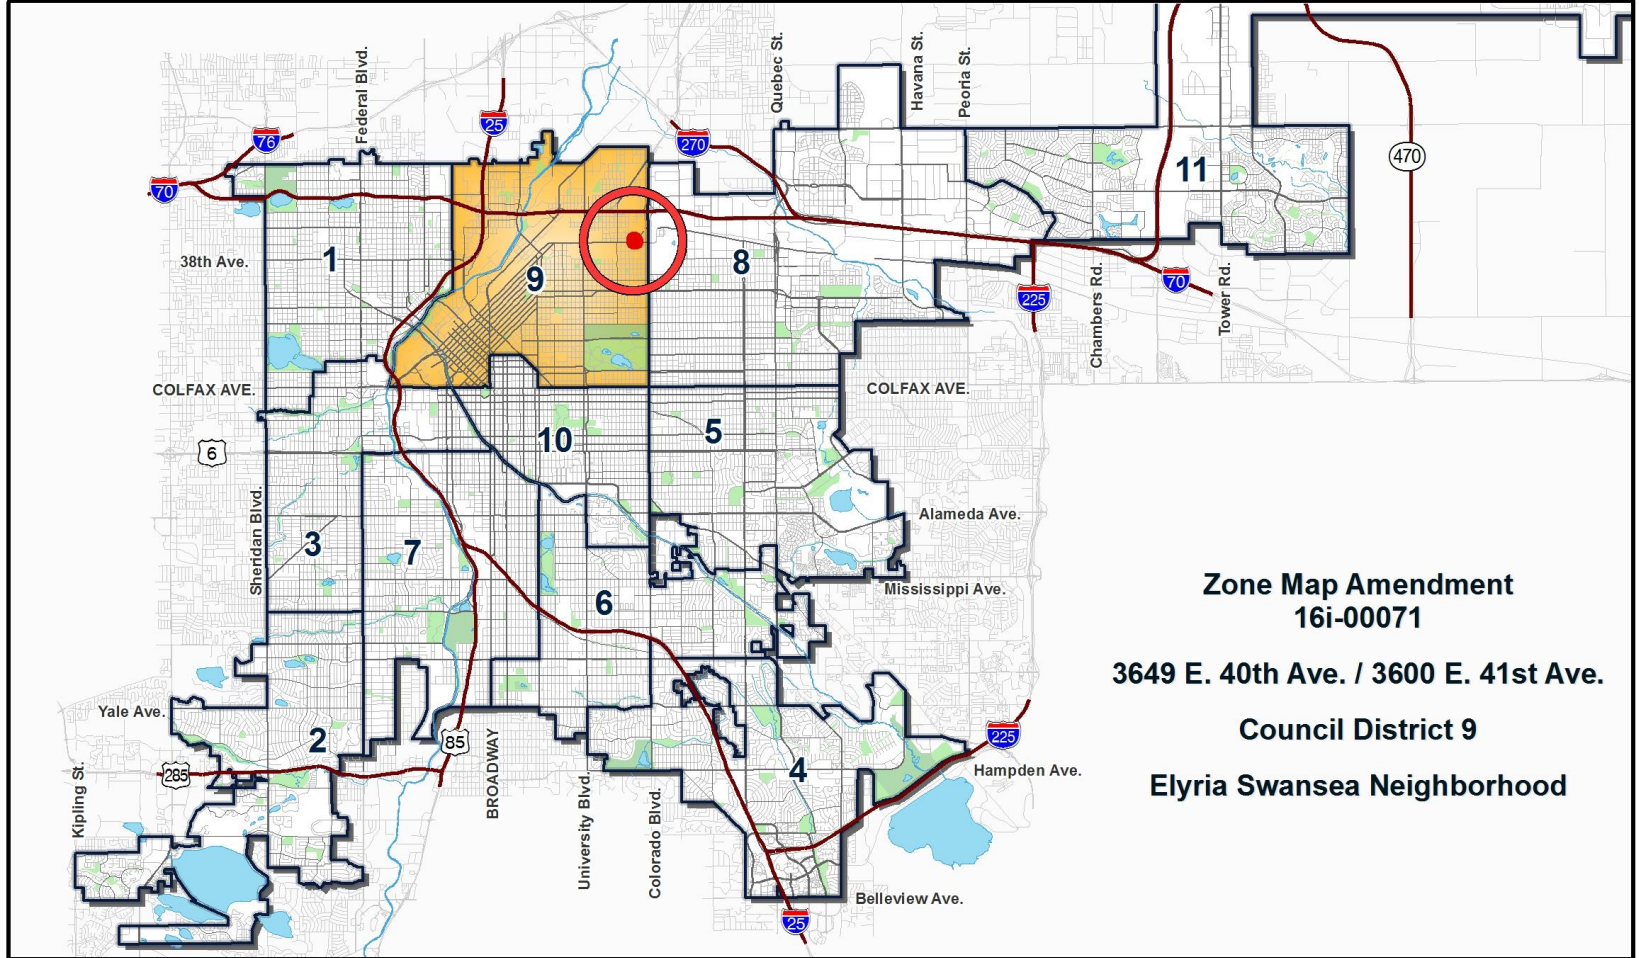 Federal Blvd.
Quebec St.
Havana St.
Peoria St.
76
25
270
470
70
11
1
9
8
38th Ave.
225
70
Chambers Rd.
Tower Rd.
COLFAX AVE.
COLFAX AVE.
10
5
6
Sheridan Blvd.
3
7
Alameda Ave.
Mississippi Ave.
6
Zone Map Amendment
16i-00071
3649 E. 40th Ave. / 3600 E. 41st Ave.
Council District 9
Elyria Swansea Neighborhood
Yale Ave.
2
85
285
Kipling St.
BROADWAY
University Blvd.
Colorado Blvd.
4
225
Hampden Ave.
Belleview Ave.
25